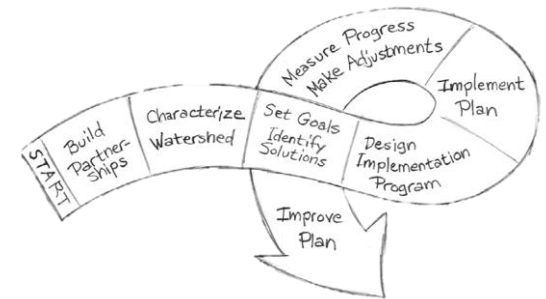 START
Build
Partner-
ships
Characterize
Watershed
Set Goals
Identify
Solutions
Design
Implementation
Program
Implement
Plan
Measure Progress
Make Adjustments
Improve
Plan